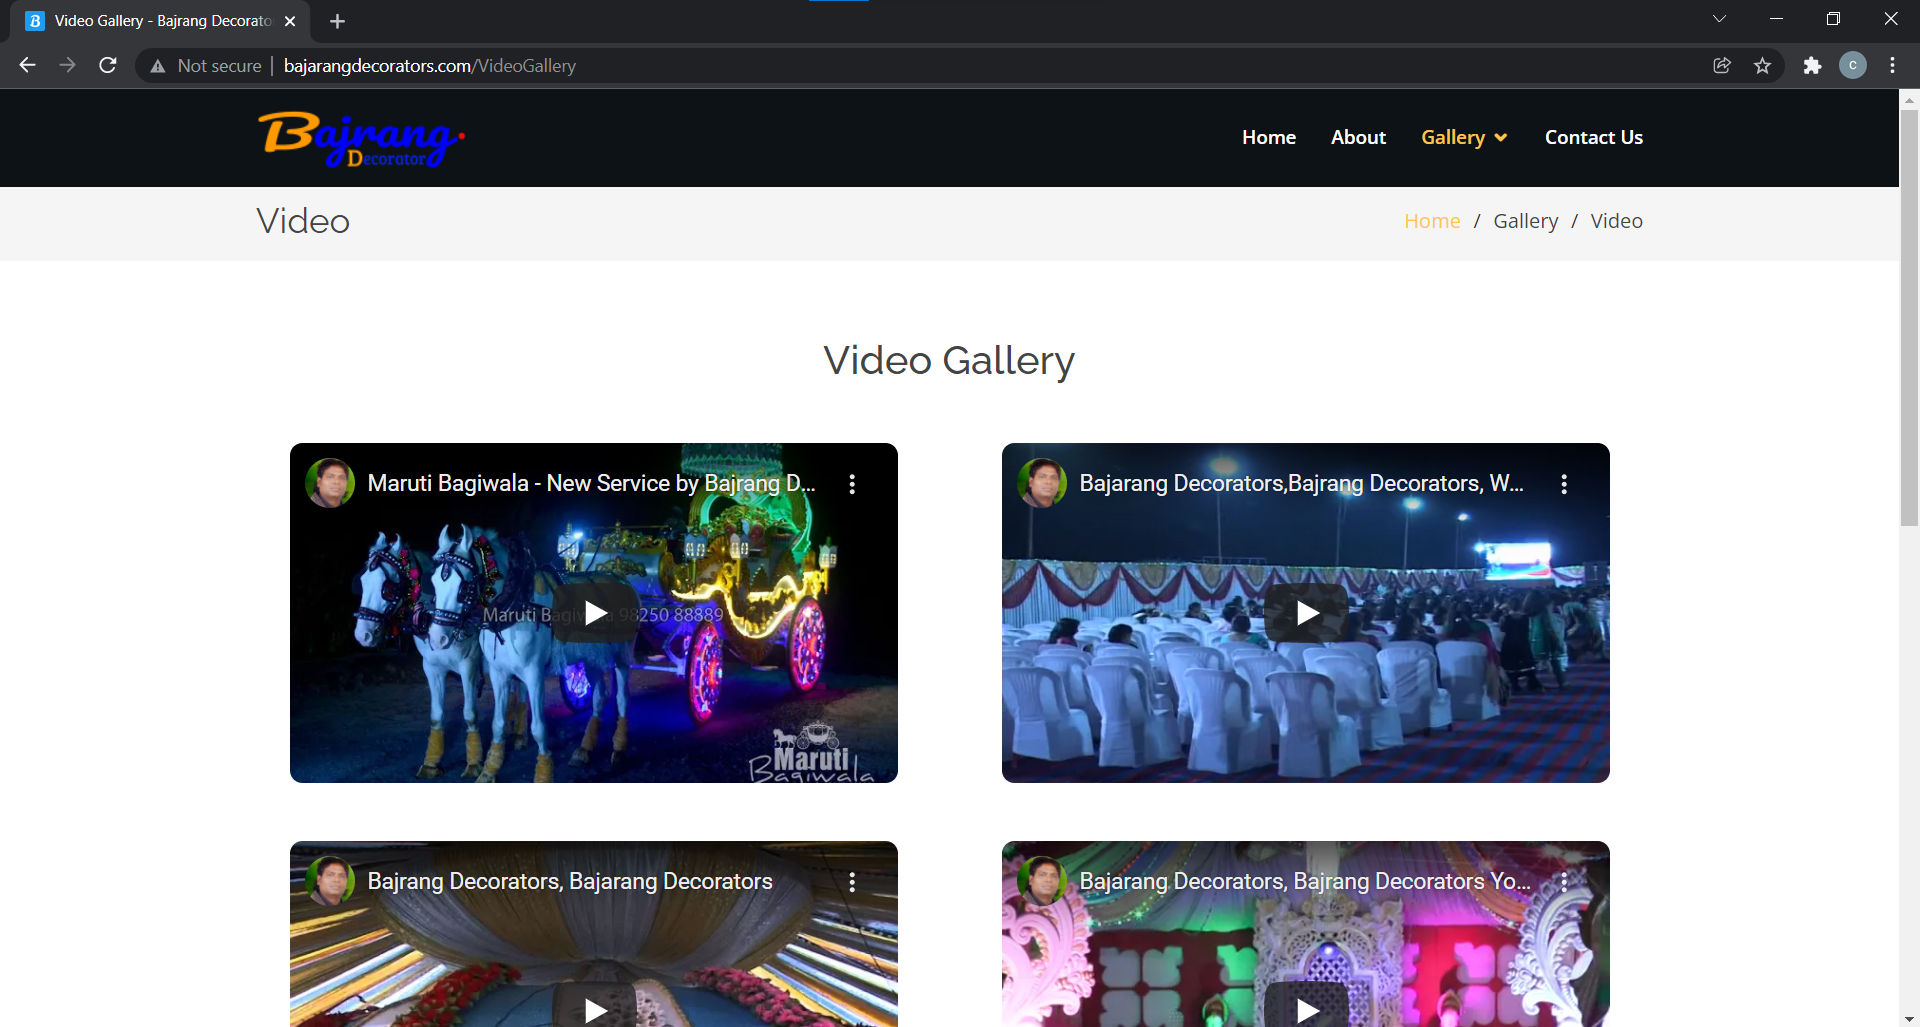 Video Gallery - Bajrang Decorato
Not secure
bajarangdecorators.com/VideoGallery
C
Bajrang
Decorator
Home
About
Gallery
Contact Us
Video
Home / Gallery / Video
Video Gallery
Maruti Bagiwala - New Service by Bajrang D...
Maruti 98250 88889
Maruti
Bagiwala
Bajarang Decorators,Bajrang Decorators, W...
Bajrang Decorators, Bajarang Decorators
Bajarang Decorators, Bajrang Decorators Yo...